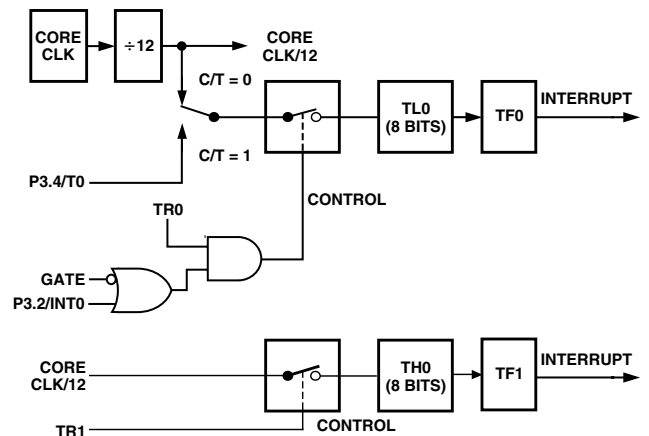 CORE
CLK
÷12
CORE
CLK/12
C/T = 0
C/T = 1
TL0
(8 BITS)
TF0
INTERRUPT
P3.4/T0
CONTROL
TR0
GATE
P3.2/INT0
CORE
CLK/12
TH0
(8 BITS)
TF1
INTERRUPT
TR1
CONTROL